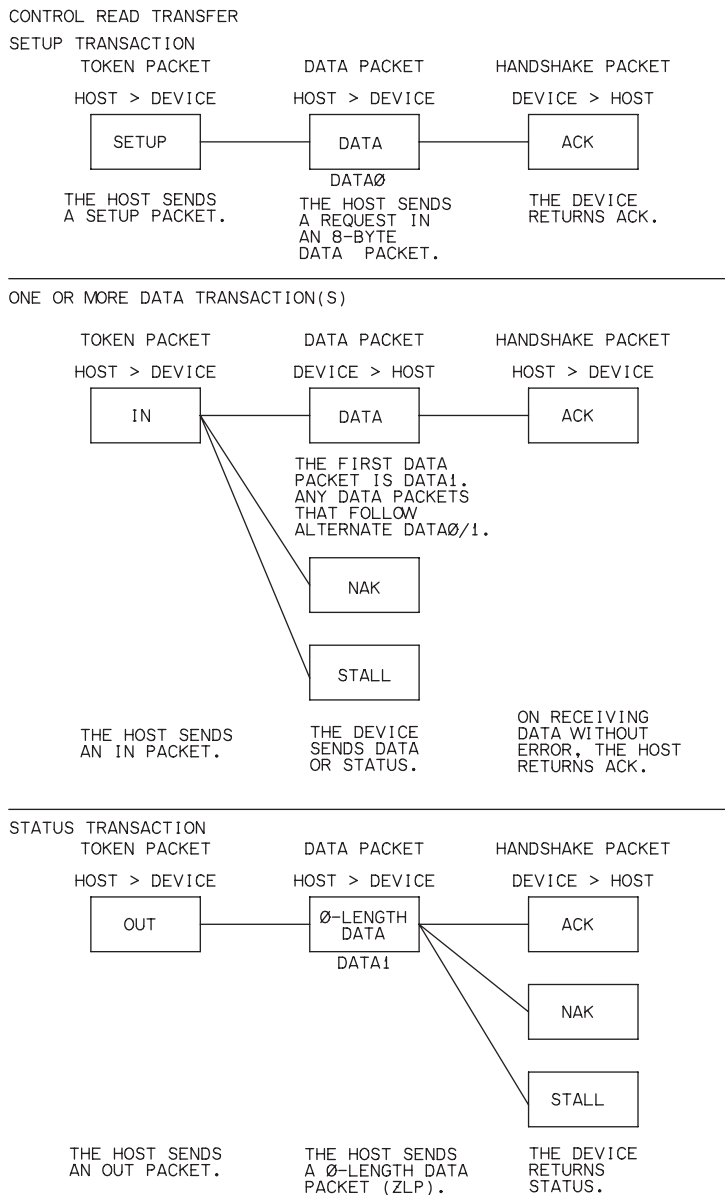 CONTROL READ TRANSFER
SETUP TRANSACTION
TOKEN PACKET DATA PACKET HANDSHAKE PACKET
HOST > DEVICE HOST > DEVICE DEVICE > HOST
SETUP DATA ACK
DATAØ
THE HOST SENDS
A SETUP PACKET.
THE HOST SENDS
A REQUEST IN
AN 8-BYTE
DATA PACKET.
THE DEVICE
RETURNS ACK.
ONE OR MORE DATA TRANSACTION(S)
TOKEN PACKET DATA PACKET HANDSHAKE PACKET
HOST > DEVICE DEVICE > HOST HOST > DEVICE
IN DATA ACK
THE FIRST DATA
PACKET IS DATA1.
ANY DATA PACKETS
THAT FOLLOW
ALTERNATE DATAØ/1.
NAK
STALL
THE HOST SENDS
AN IN PACKET.
THE DEVICE
SENDS DATA
OR STATUS.
ON RECEIVING
DATA WITHOUT
ERROR, THE HOST
RETURNS ACK.
STATUS TRANSACTION
TOKEN PACKET DATA PACKET HANDSHAKE PACKET
HOST > DEVICE HOST > DEVICE DEVICE > HOST
OUT Ø-LENGTH DATA ACK
DATA1
NAK
STALL
THE HOST SENDS
AN OUT PACKET.
THE HOST SENDS
A Ø-LENGTH DATA
PACKET (ZLP).
THE DEVICE
RETURNS
STATUS.